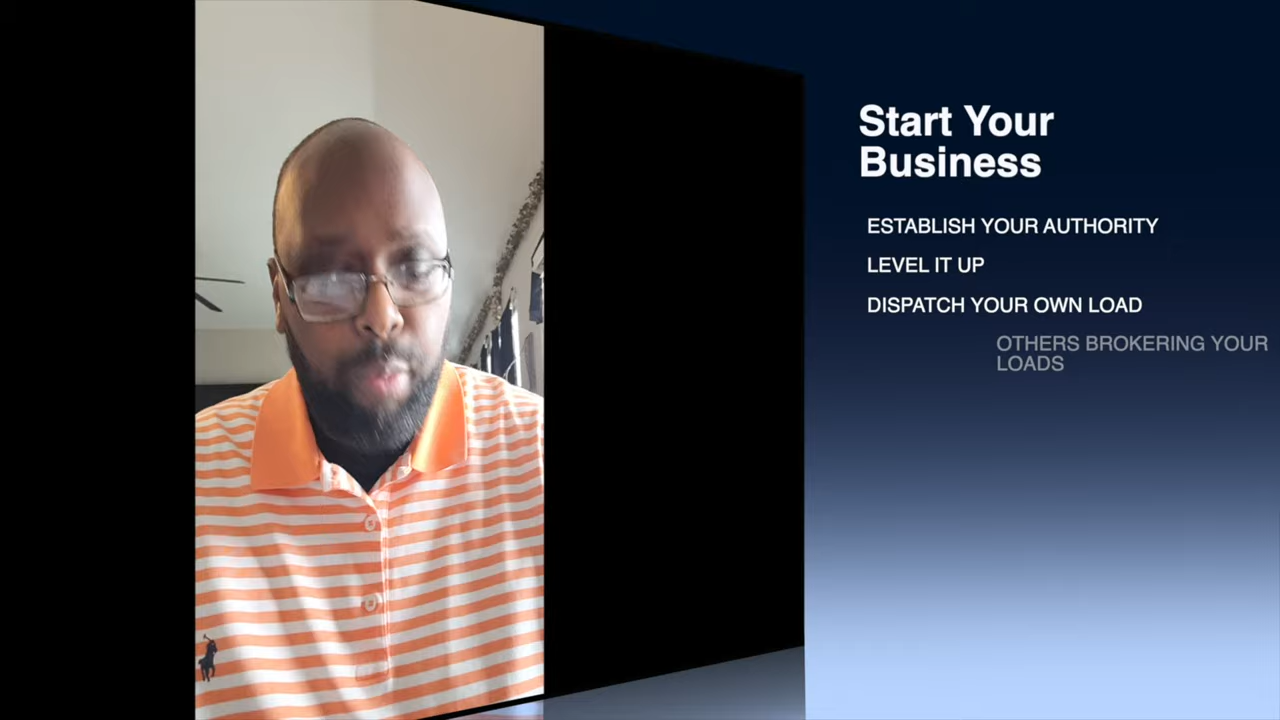 Start Your
Business
ESTABLISH YOUR AUTHORITY
LEVEL IT UP
DISPATCH YOUR OWN LOAD
OTHERS BROKERING YOUR
LOADS